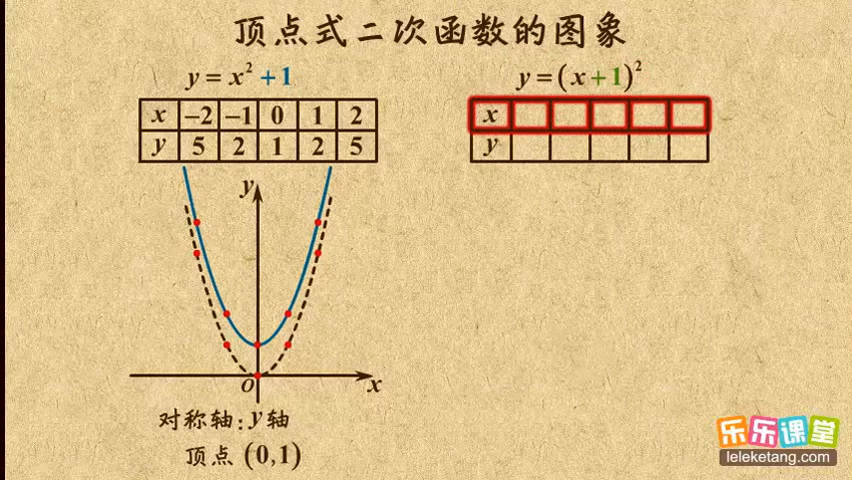 顶点式二次函数的图象
y = x² + 1
x −2 −1 0 1 2
y 5 2 1 2 5
y
O
x
对称轴：y轴
顶点 (0,1)
y = (x + 1)²
x
y
乐乐课堂
leleketang.com